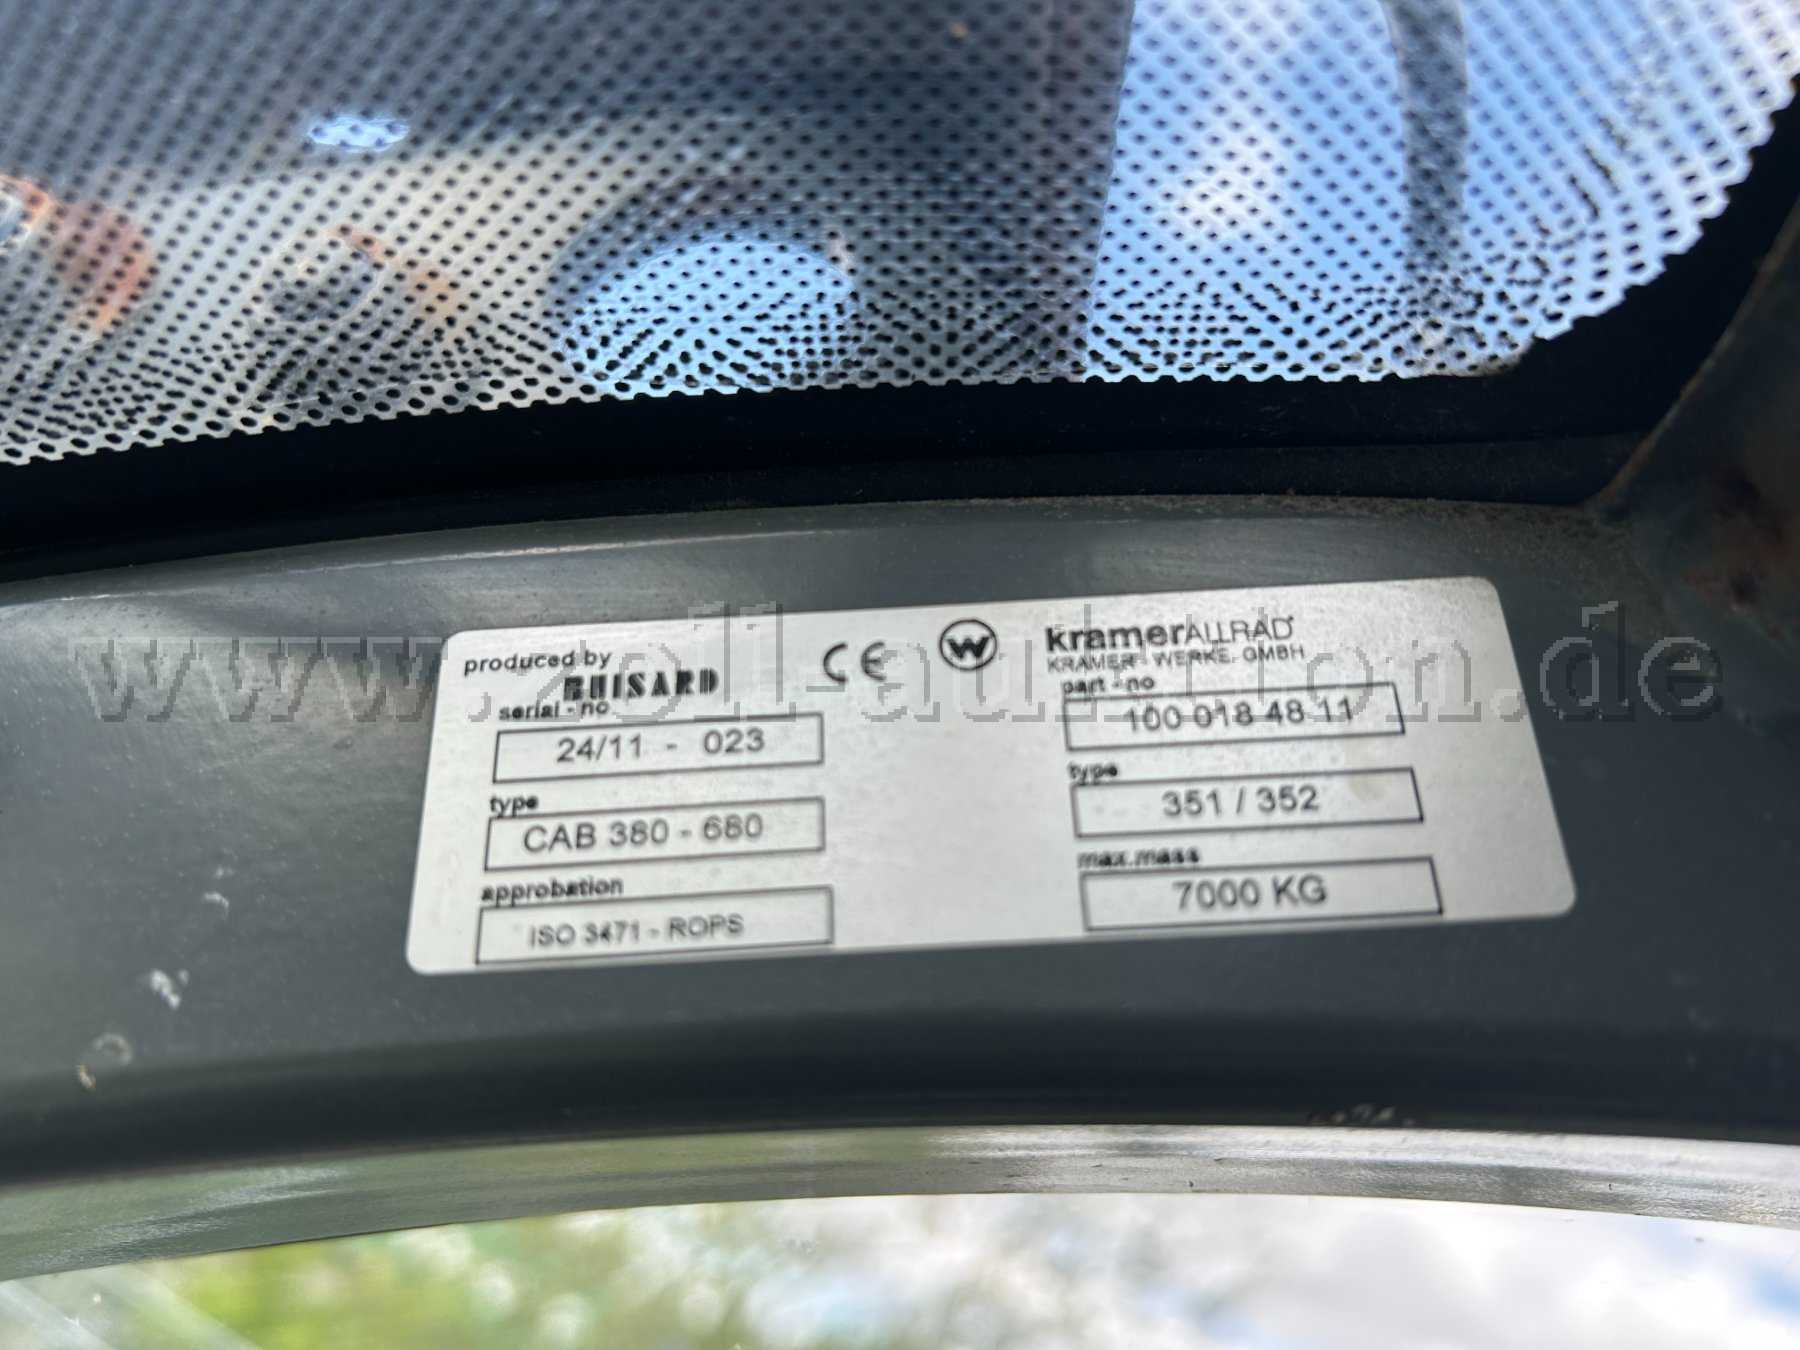 produced by
BUISARD
serial - no
24/11 - 023
type
CAB 380 - 680
approbation
ISO 3471 - ROPS
CE
W
kramerALLRAD
KRAMER - WERKE GMBH
part - no
100 018 48 11
type
351 / 352
max.mass
7000 KG
www.zoll-auktion.de